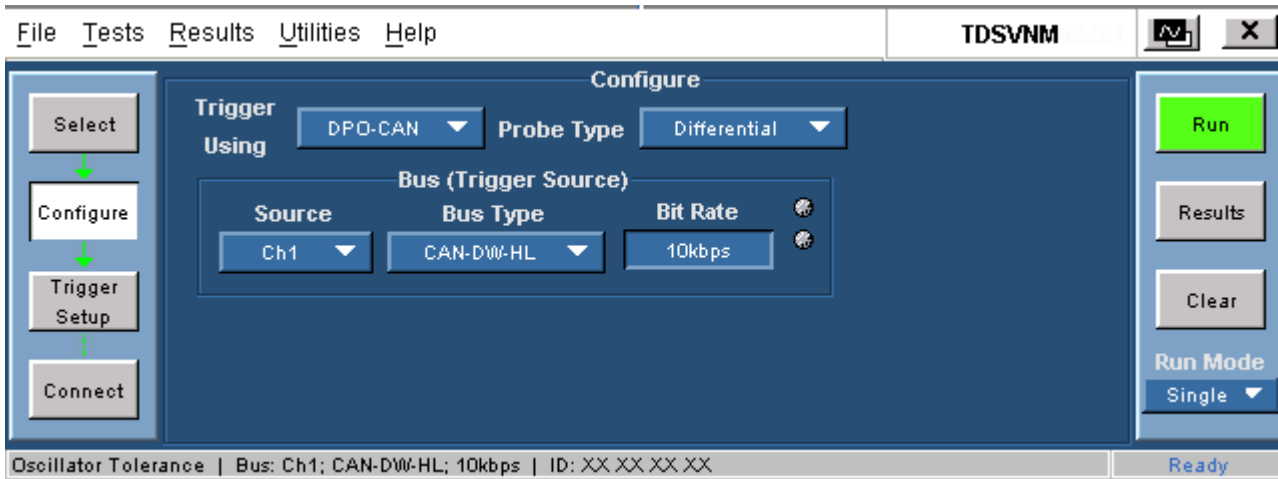 File Tests Results Utilities Help
TDSVNM
Configure
Select
Configure
Trigger
Setup
Connect
Trigger
Using
DPO-CAN
Probe Type
Differential
Bus (Trigger Source)
Source
Bus Type
Bit Rate
Ch1
CAN-DW-HL
10kbps
Run
Results
Clear
Run Mode
Single
Oscillator Tolerance | Bus: Ch1; CAN-DW-HL; 10kbps | ID: XX XX XX XX
Ready